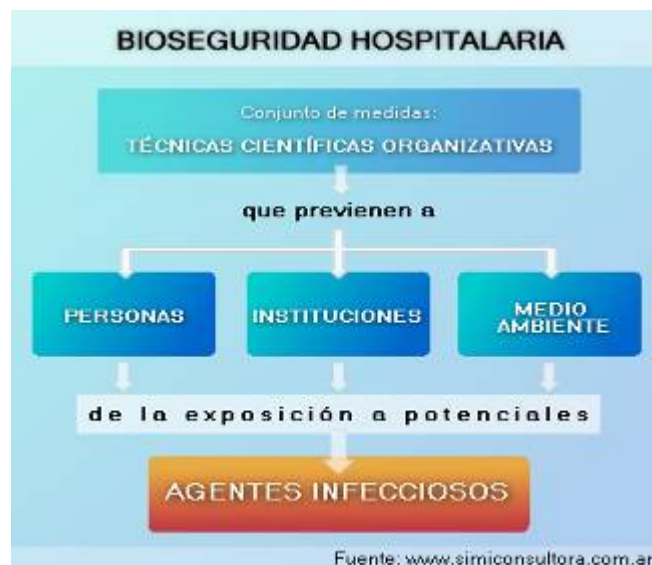 BIOSEGURIDAD HOSPITALARIA
Conjunto de medidas:
TÉCNICAS CIENTÍFICAS ORGANIZATIVAS
que previenen a
PERSONAS
INSTITUCIONES
MEDIO
AMBIENTE
de la exposición a potenciales
AGENTES INFECCIOSOS
Fuente: www.simiconsultora.com.ar